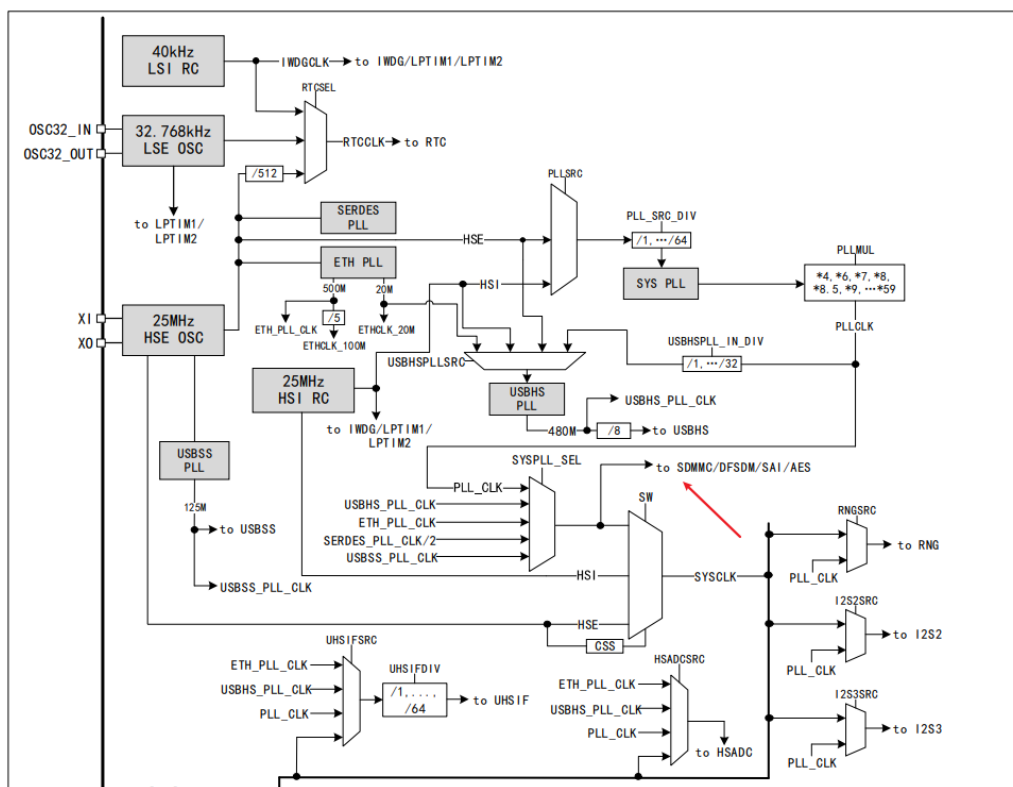 40kHz
LSI RC
IWDGCLK
to IWDG/LPTIM1/LPTIM2
RTCSEL
OSC32_IN
OSC32_OUT
32.768kHz
LSE OSC
RTCCLK
to RTC
/512
to LPTIM1/
LPTIM2
SERDES
PLL
PLLSRC
PLL_SRC_DIV
/1,…/64
HSE
ETH PLL
500M
20M
HSI
SYS PLL
PLLMUL
*4,*6,*7,*8,
*8.5,*9,…*59
PLLCLK
XI
XO
25MHz
HSE OSC
/5
ETH_PLL_CLK
ETHCLK_20M
ETHCLK_100M
USBHSPLL_IN_DIV
/1,…/32
USBHSPLLSRC
25MHz
HSI RC
USBHS
PLL
USBHS_PLL_CLK
480M
/8
to USBHS
to IWDG/LPTIM1/
LPTIM2
USBSS
PLL
125M
to USBSS
USBSS_PLL_CLK
SYSPLL_SEL
to SDMMC/DFSDM/SAI/AES
PLL_CLK
USBHS_PLL_CLK
ETH_PLL_CLK
SERDES_PLL_CLK/2
USBSS_PLL_CLK
SW
HSI
SYSCLK
HSE
CSS
RNGSRC
to RNG
PLL_CLK
I2S2SRC
to I2S2
PLL_CLK
I2S3SRC
to I2S3
PLL_CLK
UHSIFSRC
ETH_PLL_CLK
USBHS_PLL_CLK
PLL_CLK
UHSIFDIV
/1,...,
/64
to UHSIF
HSADCSRC
ETH_PLL_CLK
USBHS_PLL_CLK
PLL_CLK
to HSADC